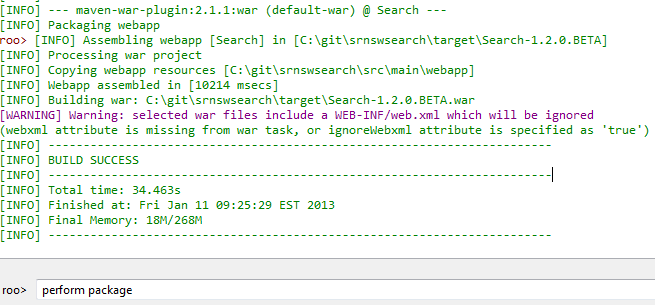 [INFO] --- maven-war-plugin:2.1.1:war (default-war) @ Search ---
[INFO] Packaging webapp
roo> [INFO] Assembling webapp [Search] in [C:\git\srnswsearch\target\Search-1.2.0.BETA]
[INFO] Processing war project
[INFO] Copying webapp resources [C:\git\srnswsearch\src\main\webapp]
[INFO] Webapp assembled in [10214 msecs]
[INFO] Building war: C:\git\srnswsearch\target\Search-1.2.0.BETA.war
[WARNING] Warning: selected war files include a WEB-INF/web.xml which will be ignored
(webxml attribute is missing from war task, or ignoreWebxml attribute is specified as 'true')
[INFO] ------------------------------------------------------------------------
[INFO] BUILD SUCCESS
[INFO] ------------------------------------------------------------------------
[INFO] Total time: 34.463s
[INFO] Finished at: Fri Jan 11 09:25:29 EST 2013
[INFO] Final Memory: 18M/268M
[INFO] ------------------------------------------------------------------------
roo> perform package